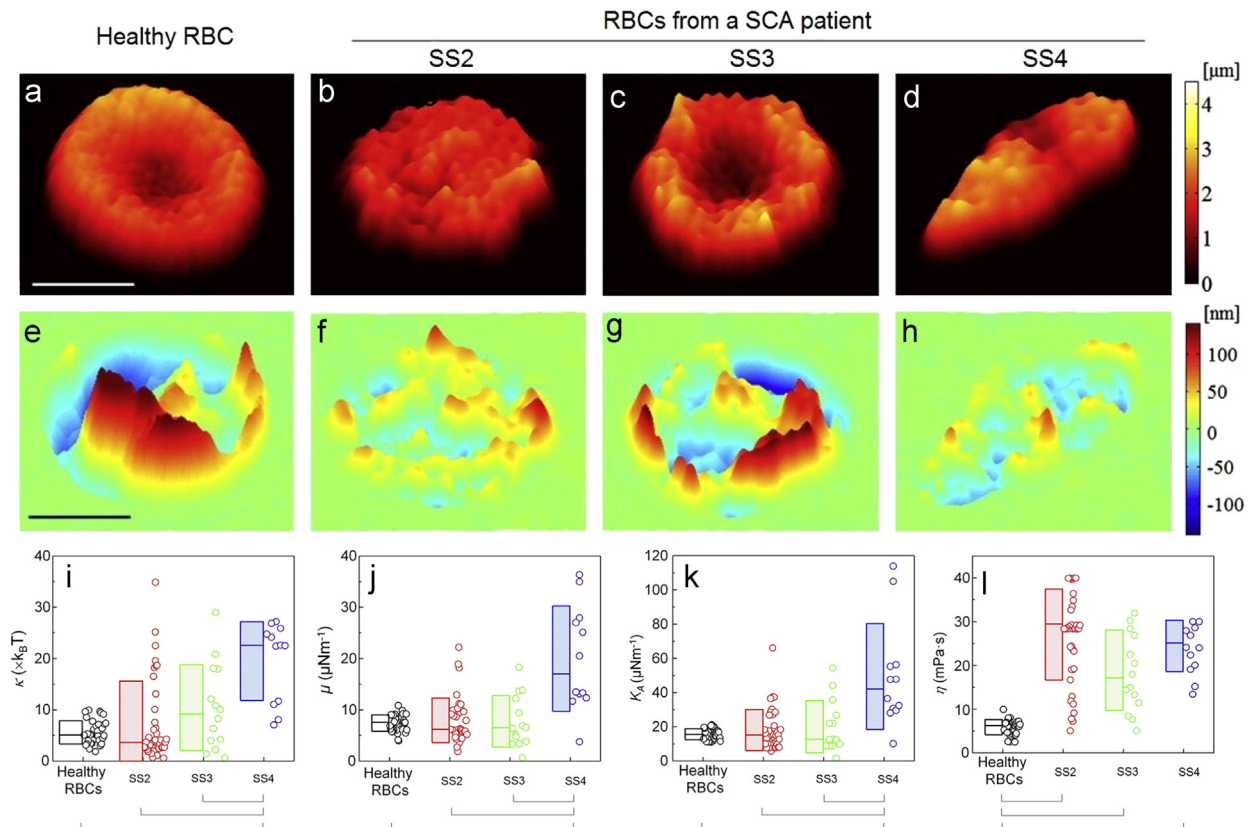 RBCs from a SCA patient
Healthy RBC
SS2 SS3 SS4
[μm]
a b c d
4
3
2
1
0
e f g h
[nm]
100
50
0
-50
-100
i
κ (×kBT)
40
30
20
10
0
Healthy RBCs SS2 SS3 SS4
j
μ (μNm⁻¹)
40
30
20
10
0
Healthy RBCs SS2 SS3 SS4
k
KA (μNm⁻¹)
120
100
80
60
40
20
0
Healthy RBCs SS2 SS3 SS4
l
η (mPa·s)
40
30
20
10
0
Healthy RBCs SS2 SS3 SS4